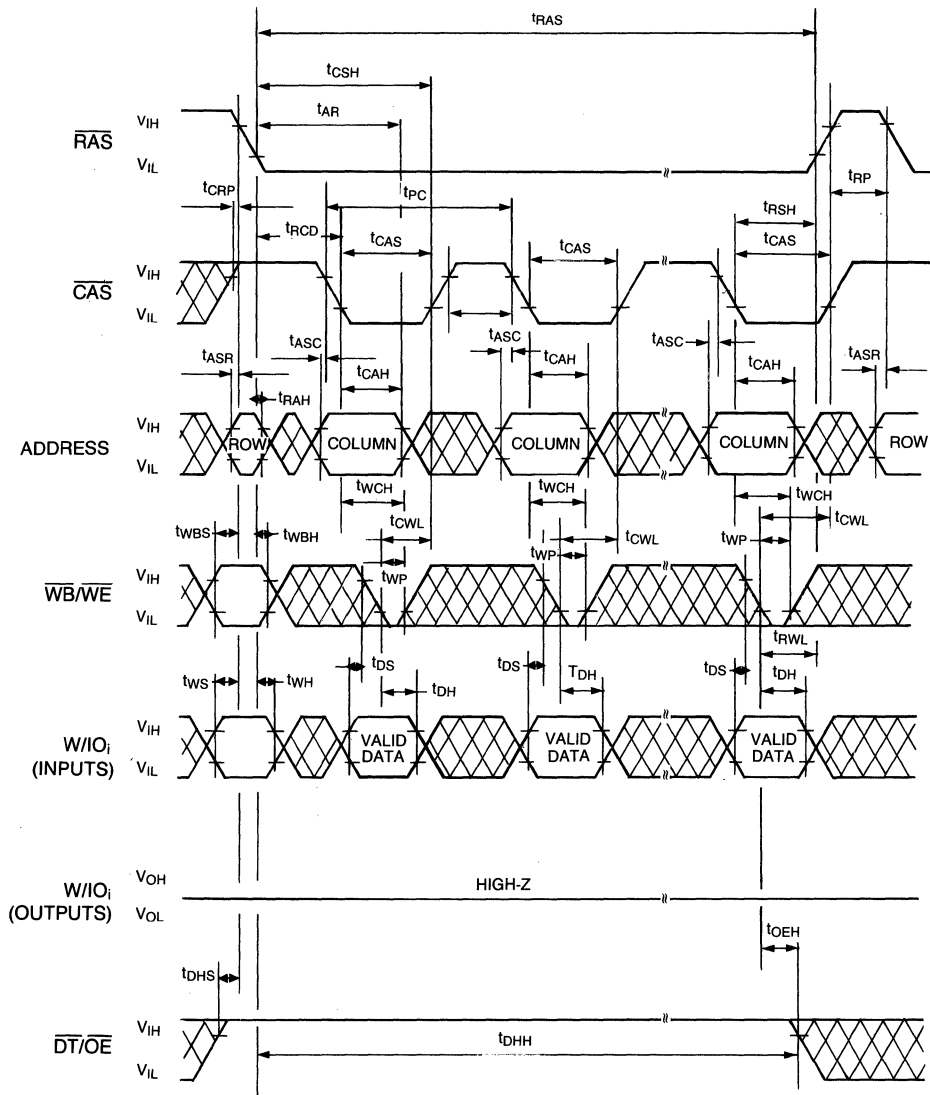 tRAS
tCSH
tAR
RAS VIH
VIL
tCRP tPC tRP
tRCD tRSH
tCAS tCAS tCAS
CAS VIH
VIL
tASR tASC tASC tASC tASR
tRAH tCAH tCAH tCAH
ADDRESS VIH
VIL
ROW COLUMN COLUMN COLUMN ROW
tWCH tWCH tWCH
tWBS tWBH tCWL tCWL tCWL
tWP tWP tWP
WB/WE VIH
VIL
tRWL
tDS tDS tDS
tWS tWH tDH TDH tDH
W/IOi
(INPUTS)
VIH
VIL
VALID
DATA
VALID
DATA
VALID
DATA
W/IOi
(OUTPUTS)
VOH
VOL
HIGH-Z
tOEH
tDHS
DT/OE VIH
VIL
tDHH